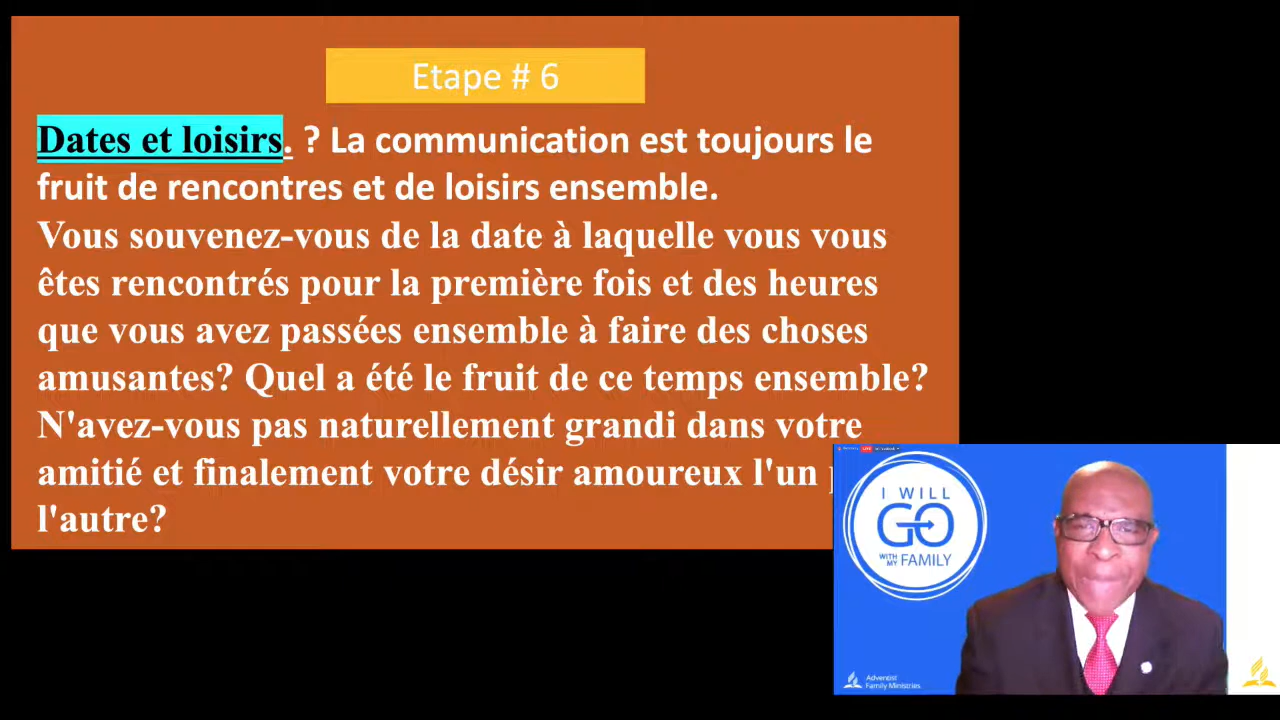 Etape # 6
Dates et loisirs. ? La communication est toujours le
fruit de rencontres et de loisirs ensemble.
Vous souvenez-vous de la date à laquelle vous vous
êtes rencontrés pour la première fois et des heures
que vous avez passées ensemble à faire des choses
amusantes? Quel a été le fruit de ce temps ensemble?
N'avez-vous pas naturellement grandi dans votre
amitié et finalement votre désir amoureux l'un
l'autre?
I WILL
GO
WITH MY FAMILY
Adventist
Family Ministries